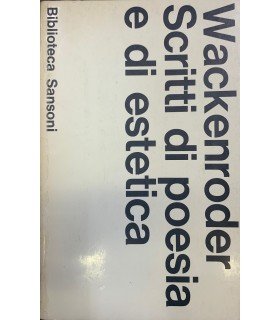 Wackenroder
Scritti di poesia
e di estetica
Biblioteca Sansoni